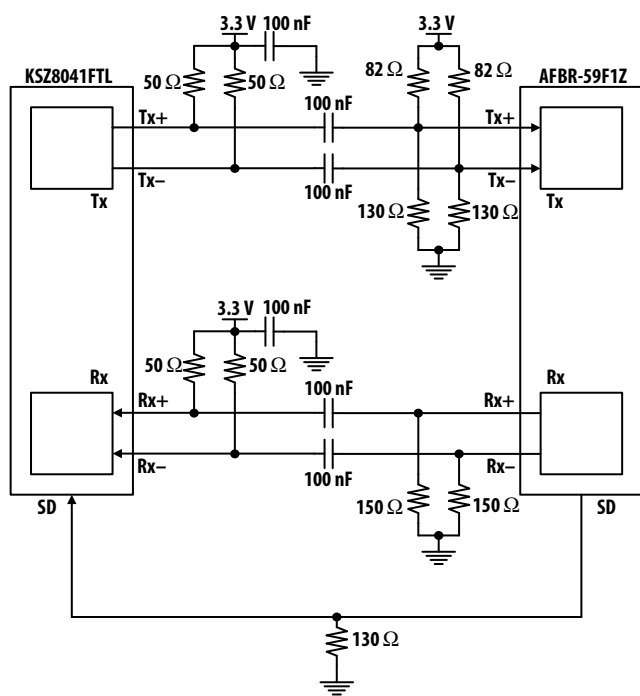 3.3 V 100 nF 3.3 V
KSZ8041FTL 50 Ω 50 Ω 82 Ω 82 Ω AFBR-59F1Z
Tx+ 100 nF Tx+
Tx– 100 nF Tx–
Tx 130 Ω 130 Ω Tx
3.3 V 100 nF
50 Ω 50 Ω
Rx Rx+ 100 nF Rx+ Rx
Rx– 100 nF Rx–
SD 150 Ω 150 Ω SD
130 Ω